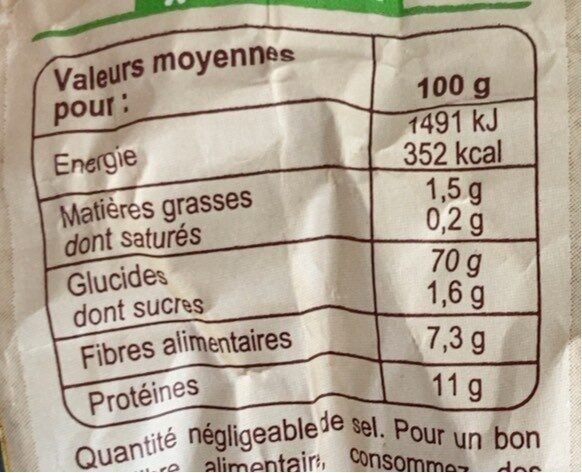 Valeurs moyennes
pour :
100 g
Energie
1491 kJ
352 kcal
Matières grasses
1,5 g
dont saturés
0,2 g
Glucides
70 g
dont sucres
1,6 g
Fibres alimentaires
7,3 g
Protéines
11 g
Quantité négligeable de sel. Pour un bon